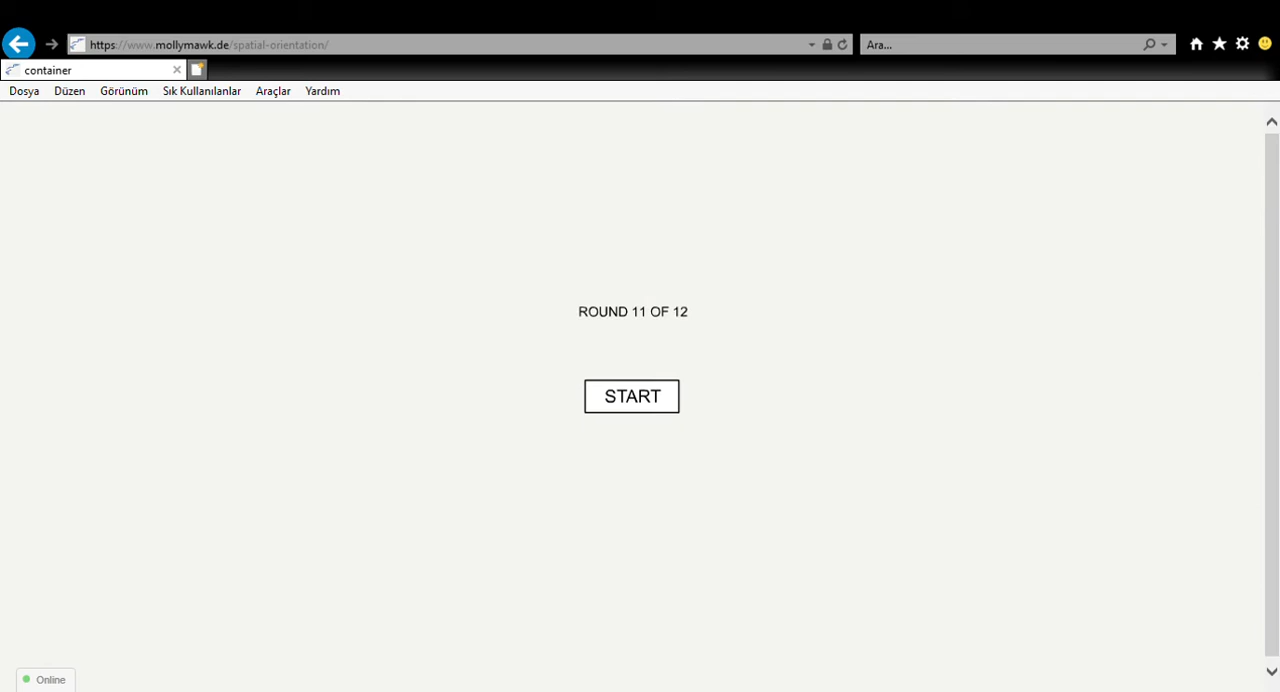 https://www.mollymawk.de/spatial-orientation/
Ara...
container
Dosya Düzen Görünüm Sık Kullanılanlar Araçlar Yardım
ROUND 11 OF 12
START
Online